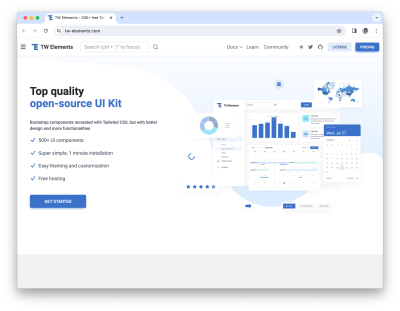 TW Elements - 500+ free Ta
tw-elements.com
TW Elements
Search (ctrl + "/" to focus)
Docs
Learn
Community
LICENSE
PRICING
Top quality
open-source UI Kit
Bootstrap components recreated with Tailwind CSS, but with better
design and more functionalities
500+ UI components
Super simple, 1 minute installation
Easy theming and customization
Free hosting
GET STARTED
TW Elements
Wed, Jul 27